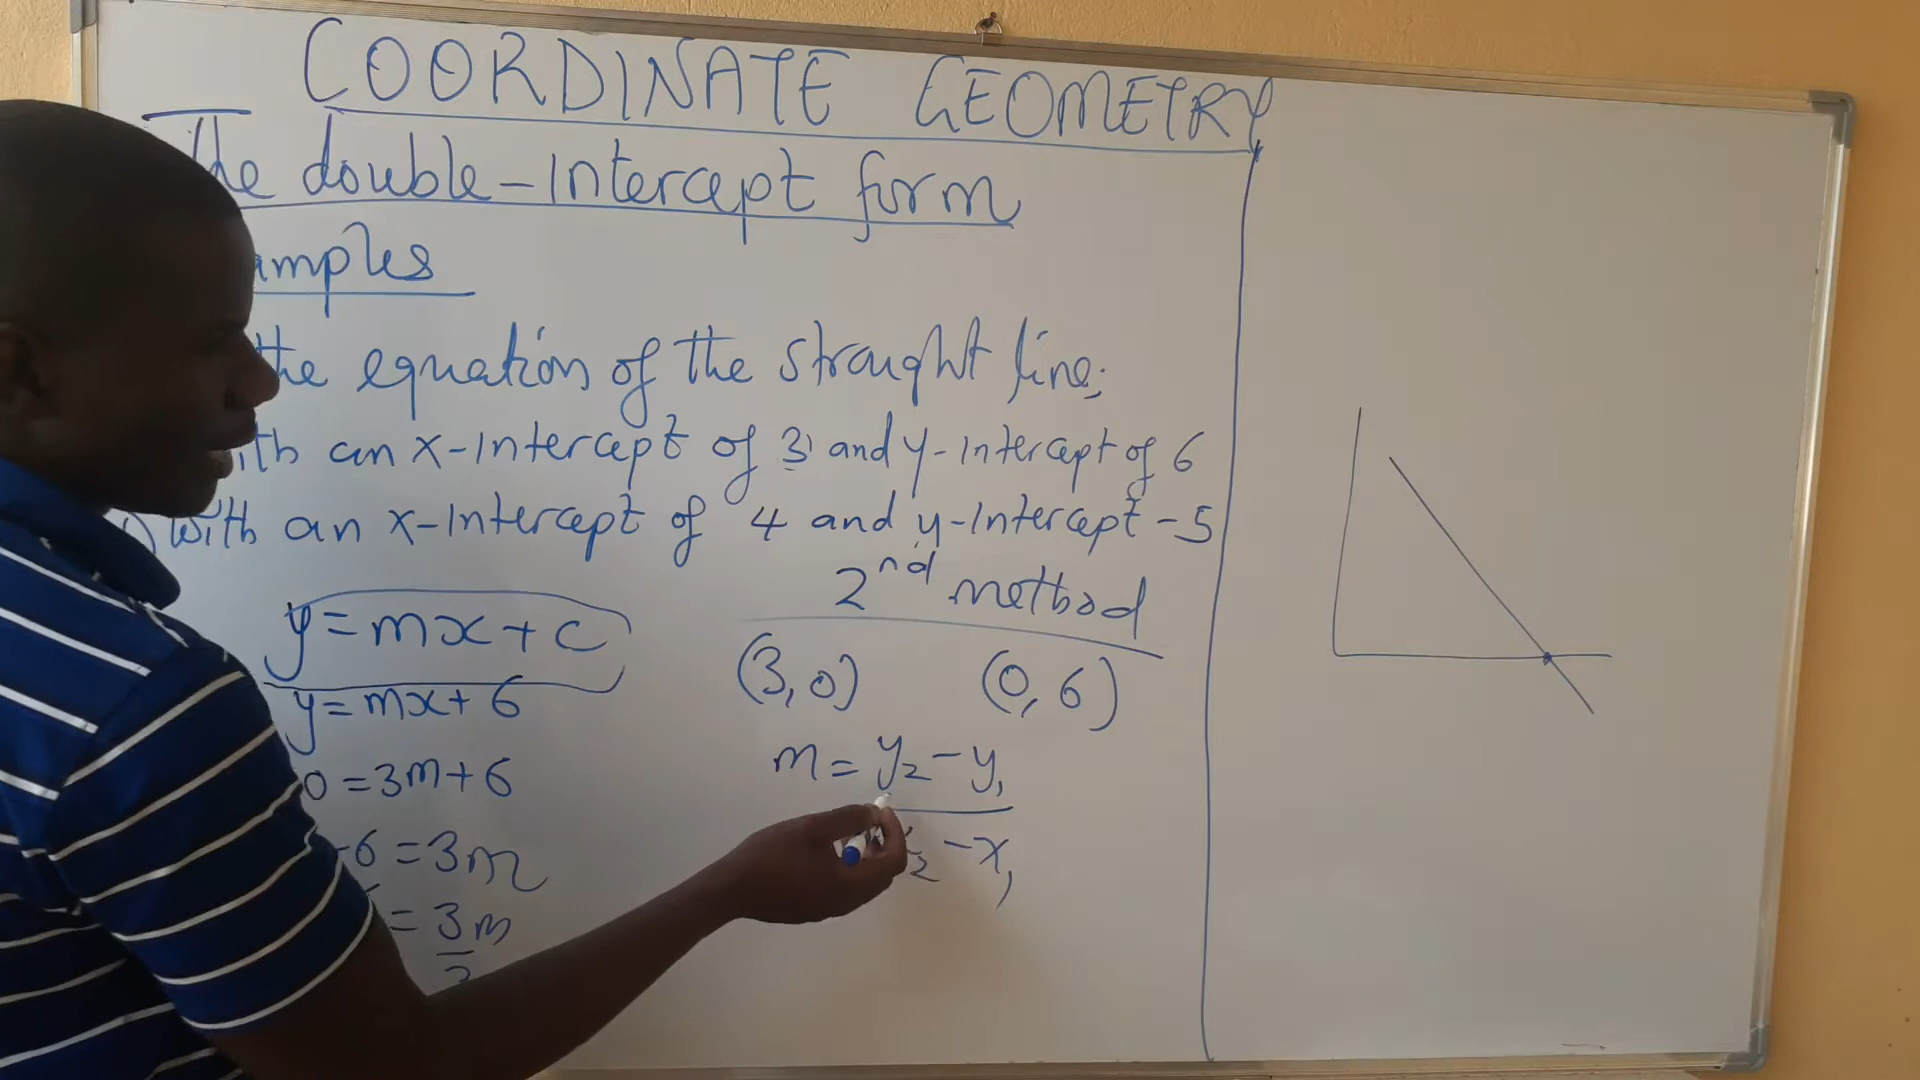 COORDINATE GEOMETRY
The double-intercept form
amples
the equation of the straight line;
ith an x-intercept of 3 and y-intercept of 6
) with an x-intercept of 4 and y-intercept -5
y = mx + c
y = mx + 6
0 = 3m + 6
-6 = 3m
= 3m
2nd method
(3, 0) (0, 6)
m = y₂ - y₁
x₂ - x₁